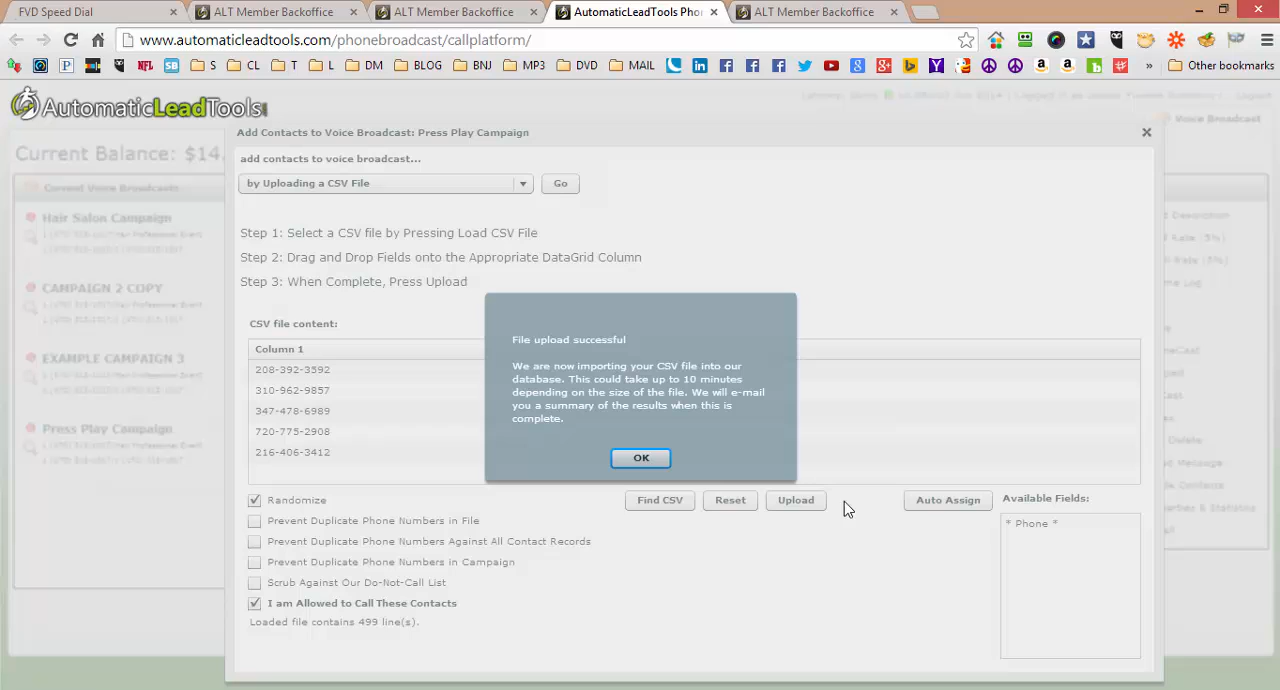 FVD Speed Dial
ALT Member Backoffice
ALT Member Backoffice
AutomaticLeadTools Phon
ALT Member Backoffice
www.automaticleadtools.com/phonebroadcast/callplatform/
NFL SB S CL T L DM BLOG BNJ MP3 DVD MAIL » Other bookmarks
AutomaticLeadTools
Add Contacts to Voice Broadcast: Press Play Campaign
Voice Broadcast
Current Balance: $14.
add contacts to voice broadcast...
by Uploading a CSV File
Go
Current Voice Broadcasts
Hair Salon Campaign
CAMPAIGN 2 COPY
EXAMPLE CAMPAIGN 3
Press Play Campaign
Step 1: Select a CSV file by Pressing Load CSV File
Step 2: Drag and Drop Fields onto the Appropriate DataGrid Column
Step 3: When Complete, Press Upload
CSV file content:
Column 1
208-392-3592
310-962-9857
347-478-6989
720-775-2908
216-406-3412
File upload successful
We are now importing your CSV file into our
database. This could take up to 10 minutes
depending on the size of the file. We will e-mail
you a summary of the results when this is
complete.
OK
Randomize
Find CSV
Reset
Upload
Auto Assign
Available Fields:
* Phone *
Prevent Duplicate Phone Numbers in File
Prevent Duplicate Phone Numbers Against All Contact Records
Prevent Duplicate Phone Numbers in Campaign
Scrub Against Our Do-Not-Call List
I am Allowed to Call These Contacts
Loaded file contains 499 line(s).